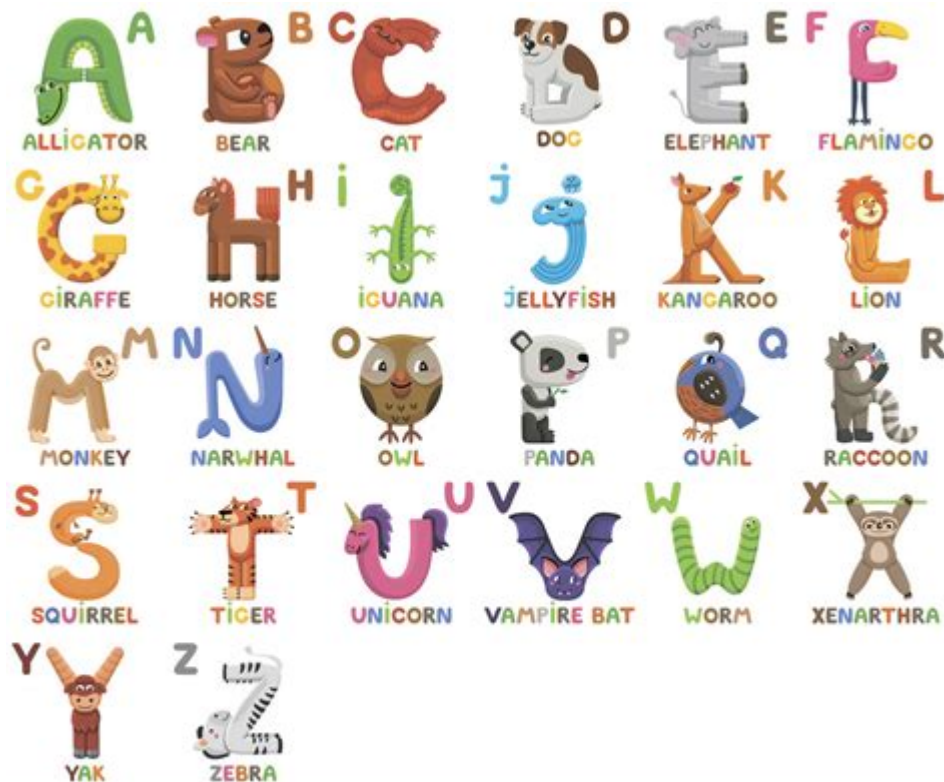 A B C D E F
ALLiGATOR BEAR CAT DOG ELEPHANT FLAMiNGO
G H i j K L
GiRAFFE HORSE iGUANA jELLYFiSH KANGAROO LiON
M N O P Q R
MONKEY NARWHAL OWL PANDA QUAiL RACCOON
S T U V W X
SQUiRREL TiGER UNiCORN VAMPiRE BAT WORM XENARTHRA
Y Z
YAK ZEBRA